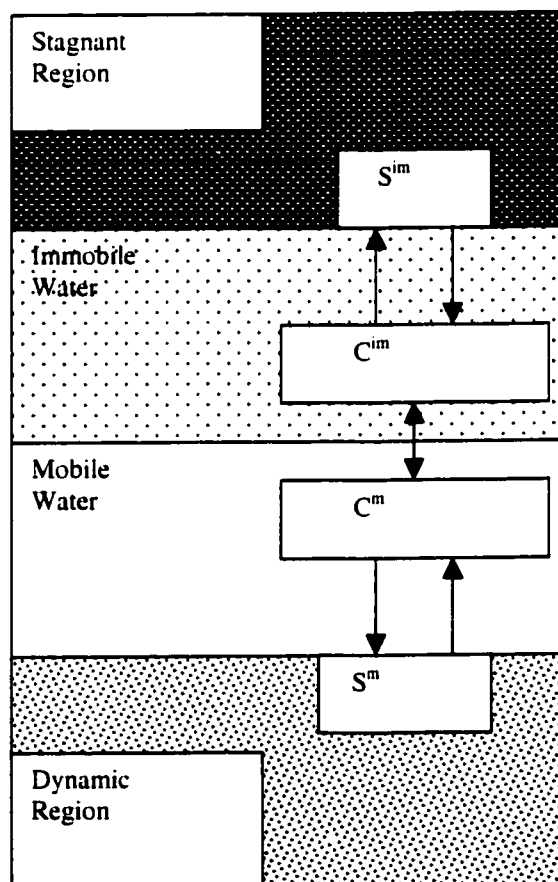 Stagnant
Region
S^im
Immobile
Water
C^im
Mobile
Water
C^m
S^m
Dynamic
Region